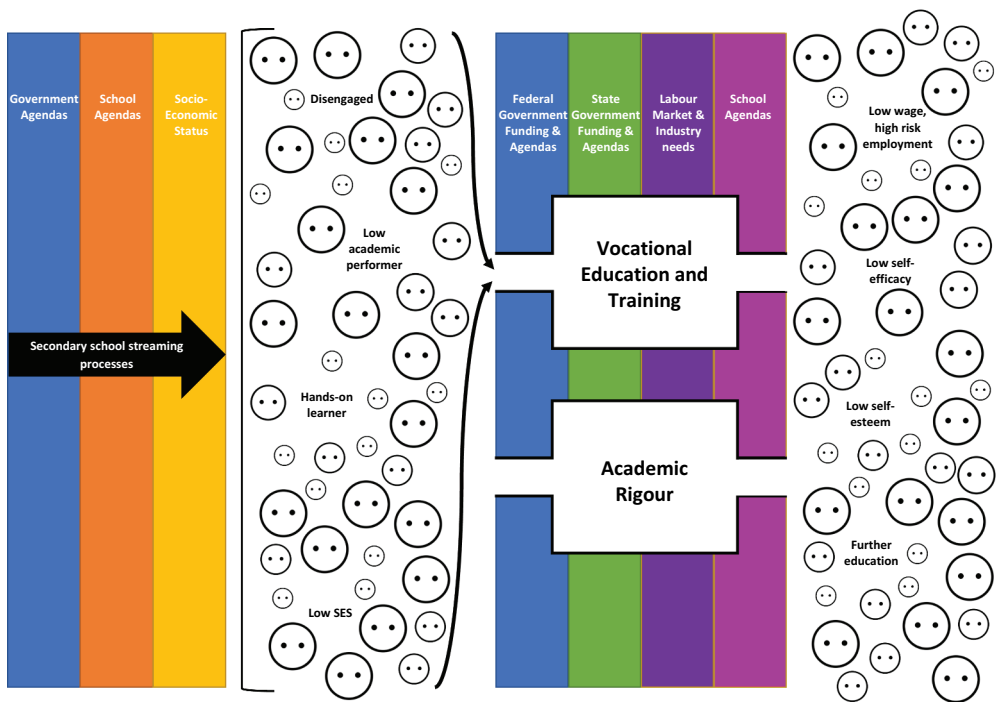 Government
Agendas
School
Agendas
Socio-
Economic
Status
Secondary school streaming
processes
Disengaged
Low
academic
performer
Hands-on
learner
Low SES
Federal
Government
Funding &
Agendas
State
Government
Funding &
Agendas
Labour
Market &
Industry
needs
School
Agendas
Vocational
Education and
Training
Academic
Rigour
Low wage,
high risk
employment
Low self-
efficacy
Low self-
esteem
Further
education